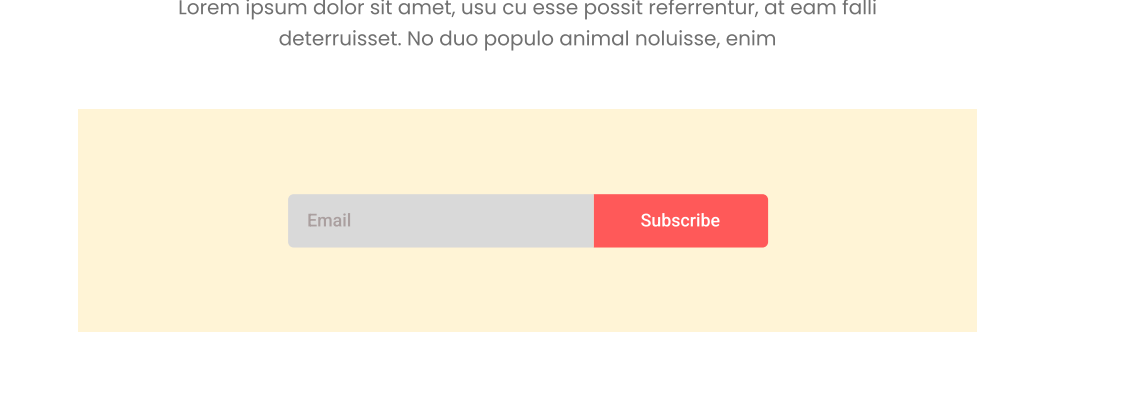 Lorem ipsum dolor sit amet, usu cu esse possit referrentur, at eam falli
deterruisset. No duo populo animal noluisse, enim
Email
Subscribe